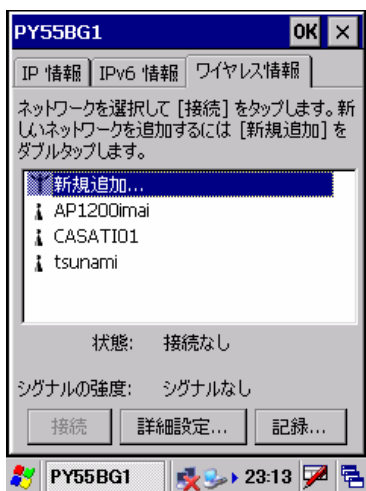 PY55BG1 OK ×
IP 情報 IPv6 情報 ワイヤレス情報
ネットワークを選択して [接続] をタップします。新
しいネットワークを追加するには [新規追加] を
ダブルタップします。
新規追加...
AP1200imai
CASATI01
tsunami
状態: 接続なし
シグナルの強度: シグナルなし
接続 詳細設定... 記録...
PY55BG1 23:13